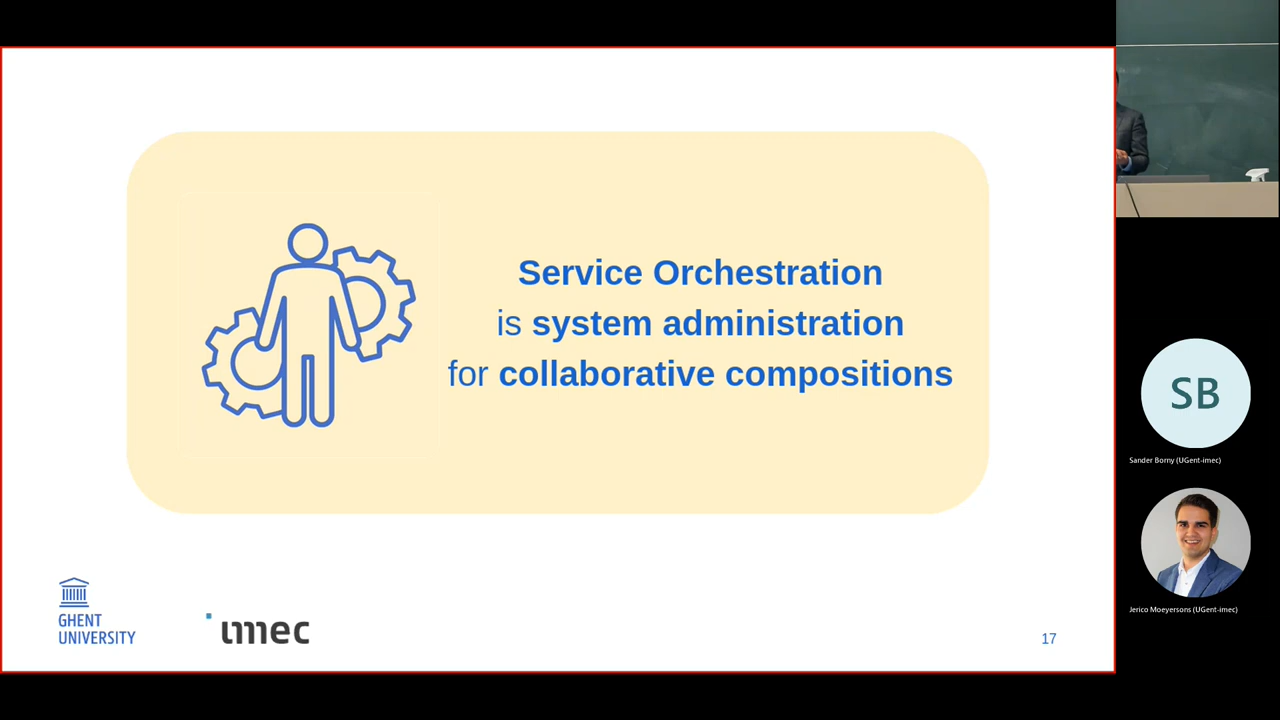 Service Orchestration
is system administration
for collaborative compositions
GHENT
UNIVERSITY
imec
17
SB
Sander Borny (UGent-imec)
Jerico Moeyersons (UGent-imec)